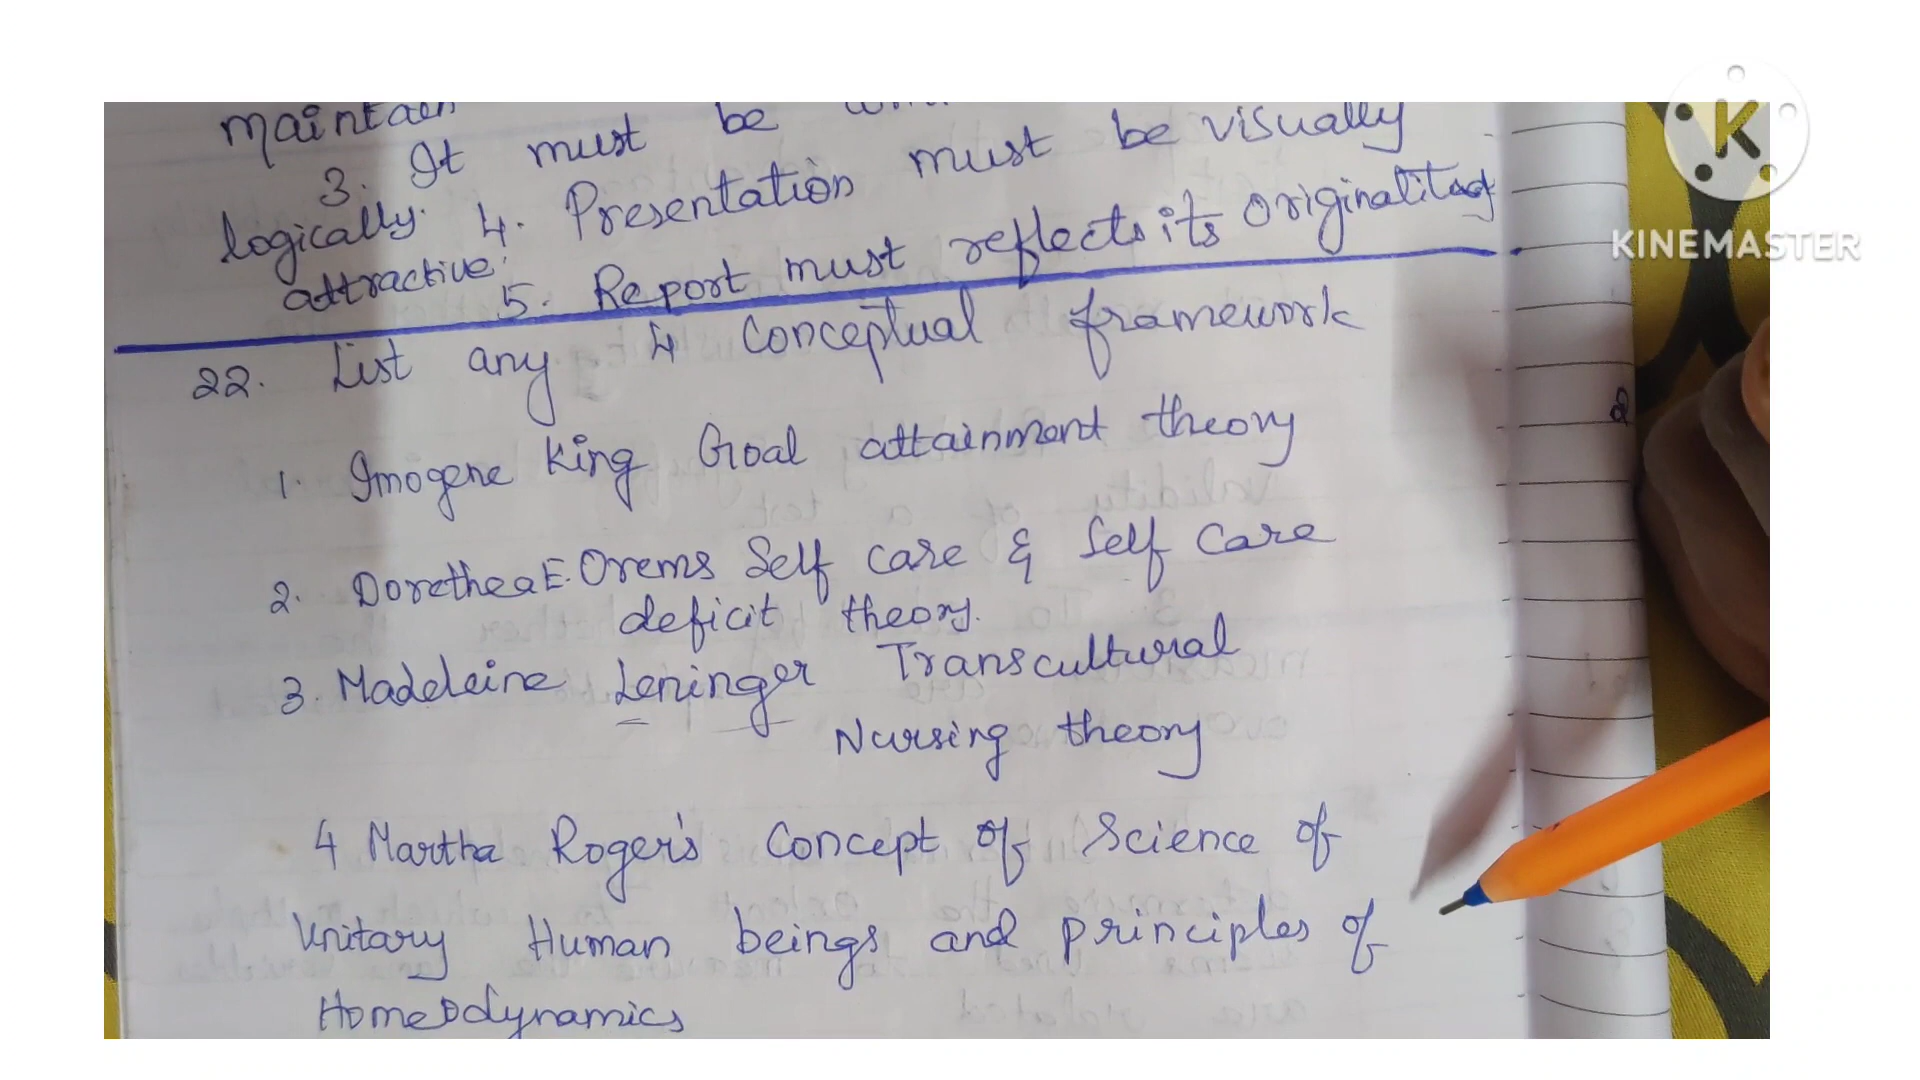 maintain
3. It must be
logically. 4. Presentation must be visually
attractive.
5. Report must reflects its originality
22. List any 4 Conceptual framework
1. Imogene King Goal attainment theory
2. Dorethea E. Orems Self care & Self care
deficit theory.
3. Madeleine Leninger Transcultural
Nursing theory
4 Martha Roger's Concept of Science of
Unitary Human beings and principles of
Homeodynamics
KINEMASTER